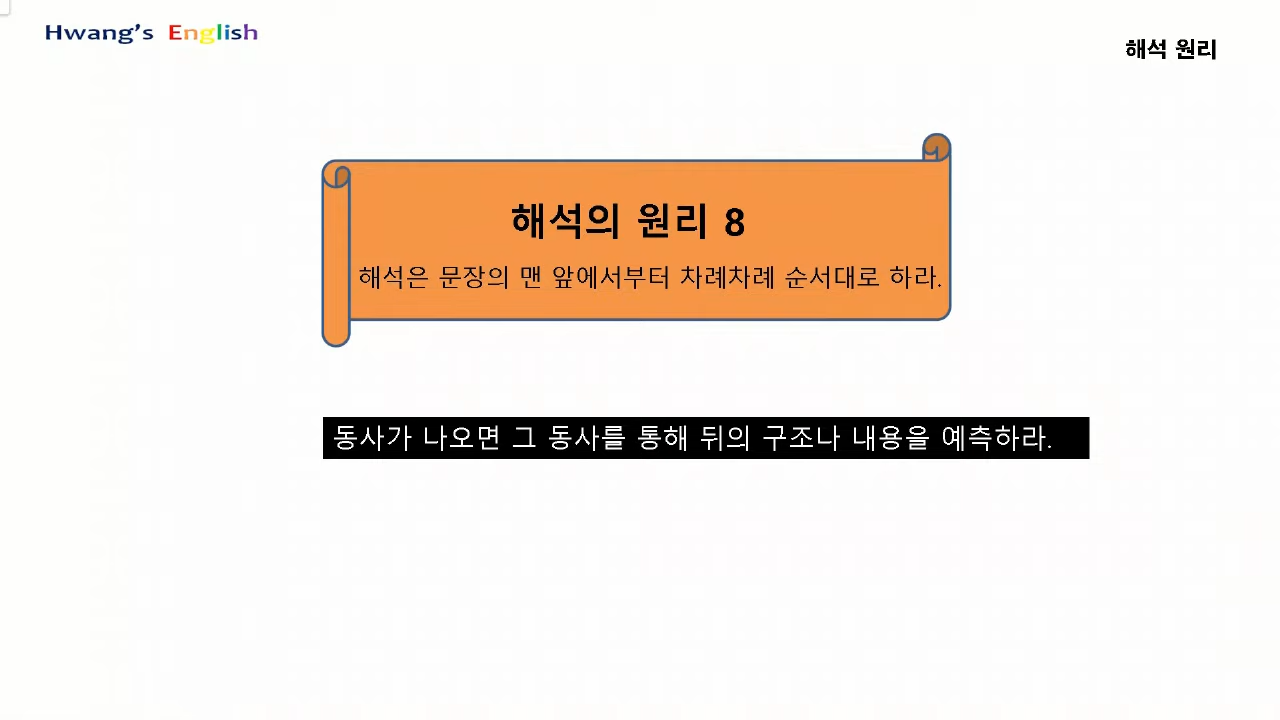 Hwang's English
해석 원리
해석의 원리 8
해석은 문장의 맨 앞에서부터 차례차례 순서대로 하라.
동사가 나오면 그 동사를 통해 뒤의 구조나 내용을 예측하라.